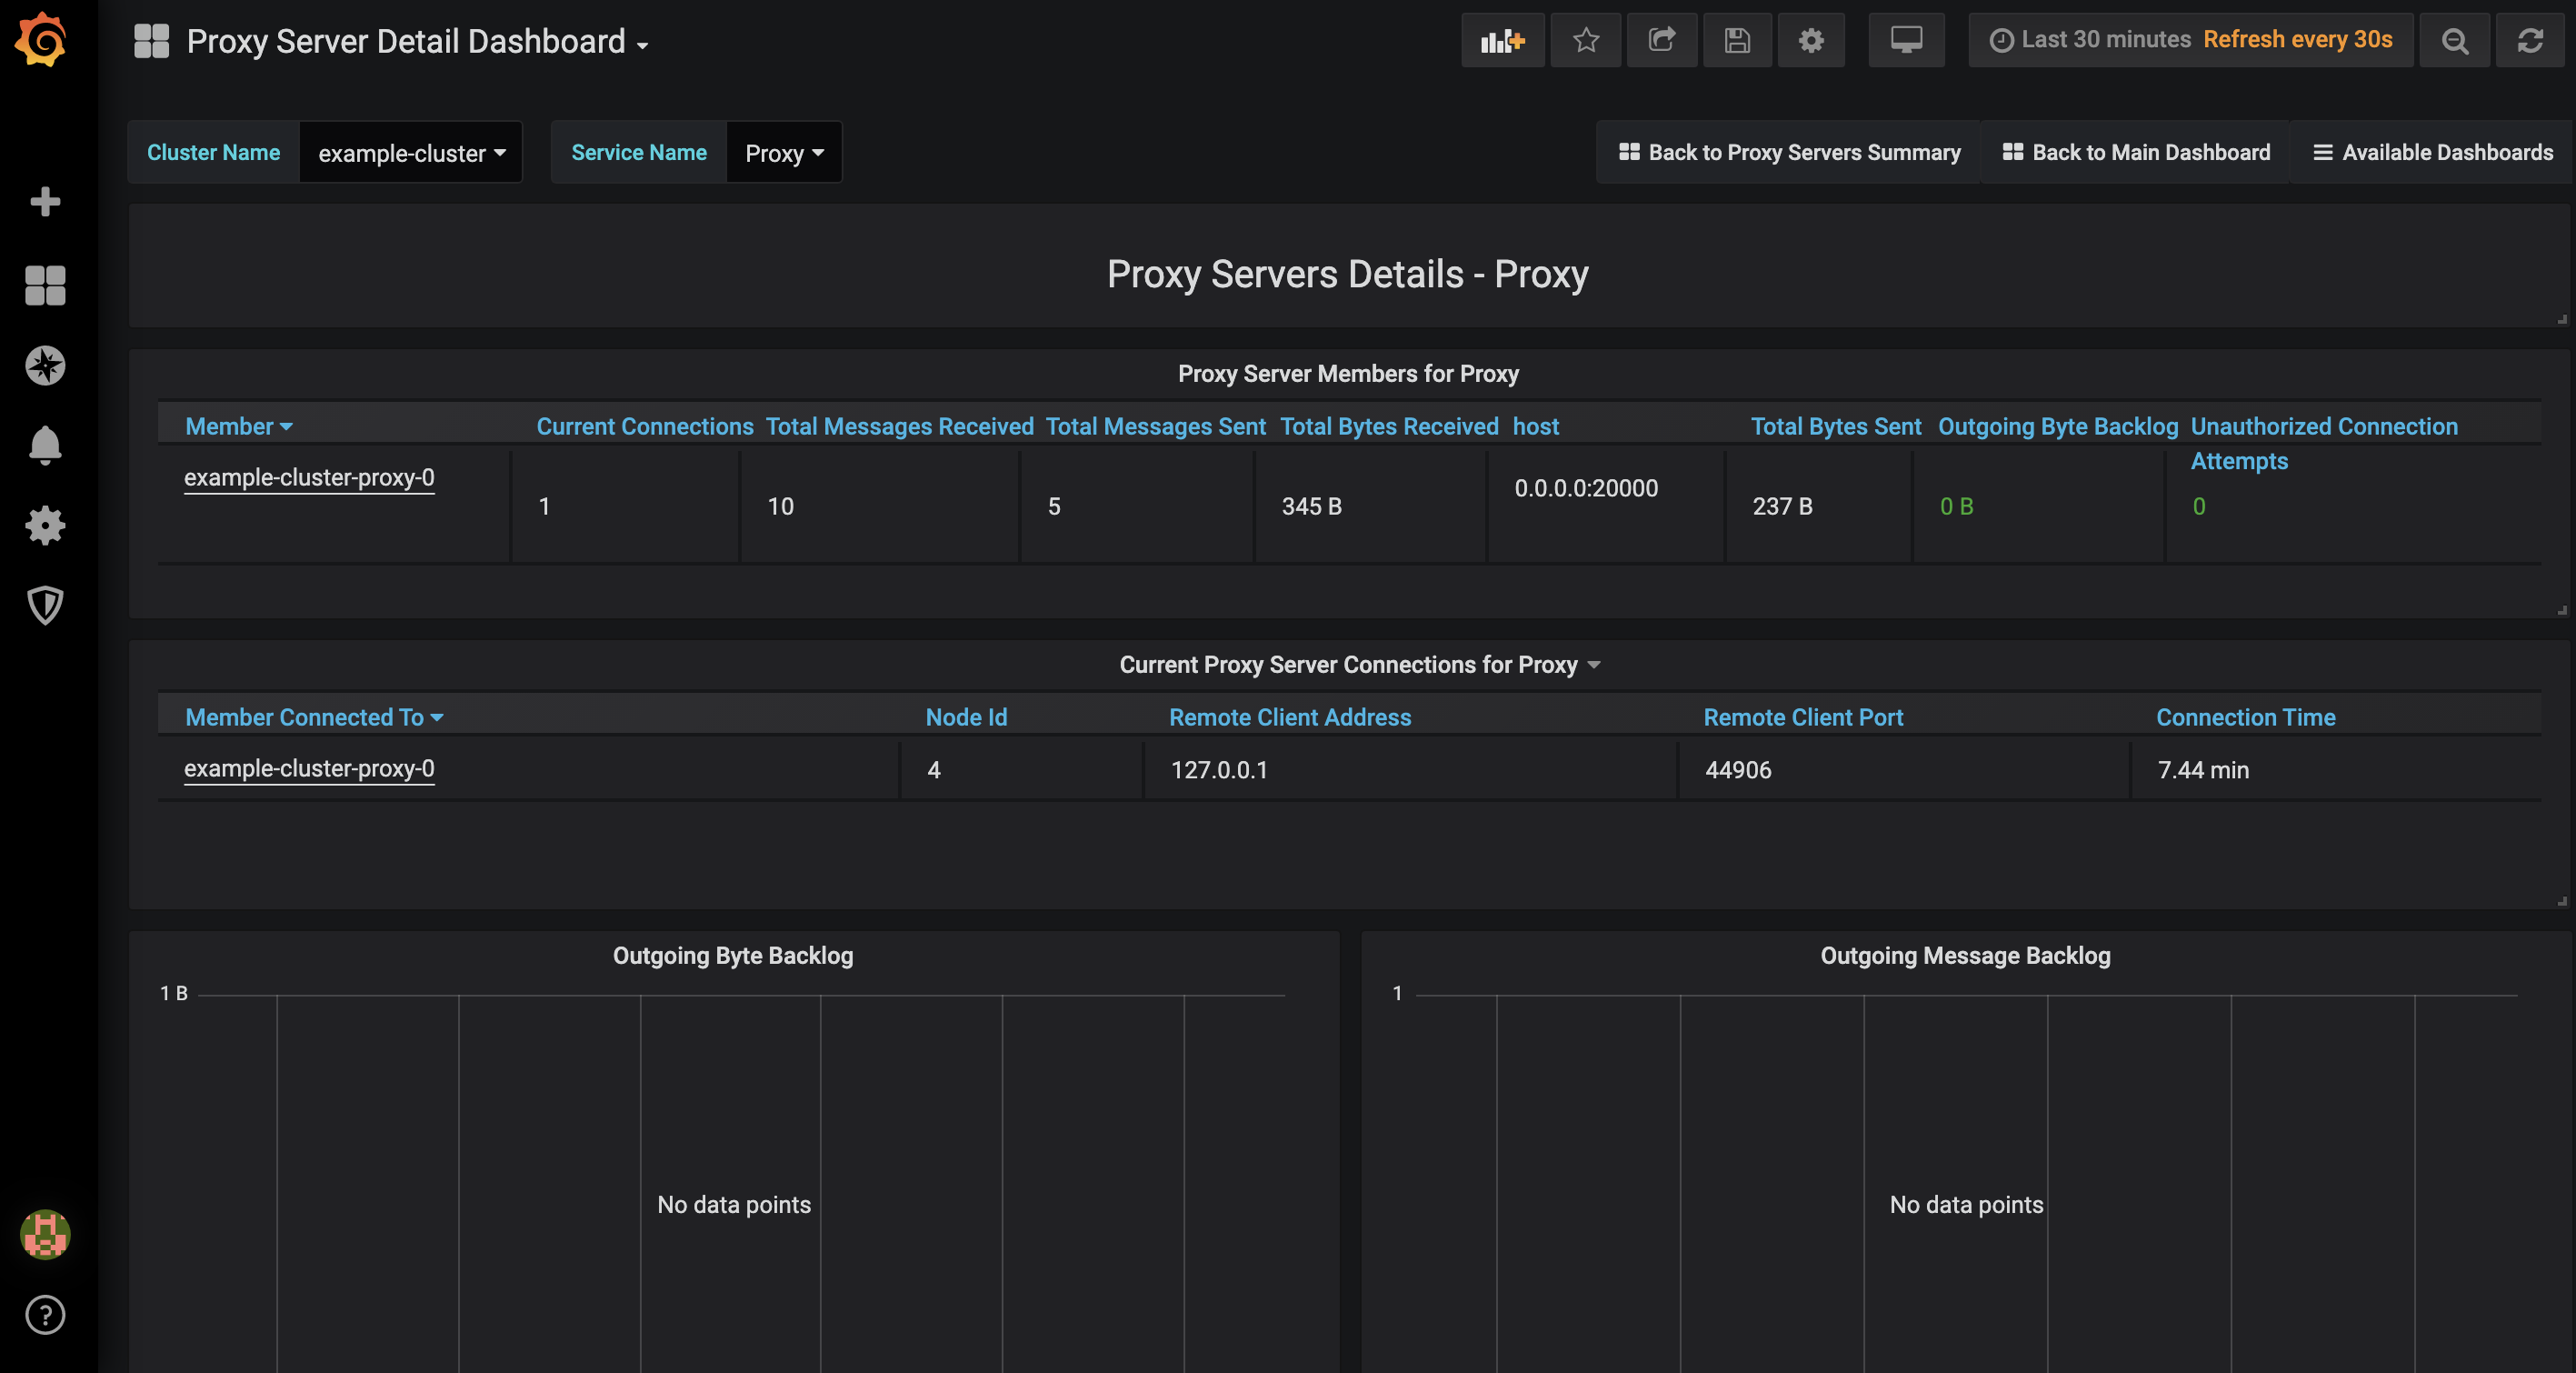 Proxy Server Detail Dashboard
Last 30 minutes Refresh every 30s
Cluster Name example-cluster Service Name Proxy Back to Proxy Servers Summary Back to Main Dashboard Available Dashboards
Proxy Servers Details - Proxy
Proxy Server Members for Proxy
Member Current Connections Total Messages Received Total Messages Sent Total Bytes Received host Total Bytes Sent Outgoing Byte Backlog Unauthorized Connection
Attempts
example-cluster-proxy-0 1 10 5 345 B 0.0.0.0:20000 237 B 0 B 0
Current Proxy Server Connections for Proxy
Member Connected To Node Id Remote Client Address Remote Client Port Connection Time
example-cluster-proxy-0 4 127.0.0.1 44906 7.44 min
Outgoing Byte Backlog
1 B
No data points
Outgoing Message Backlog
1
No data points
?